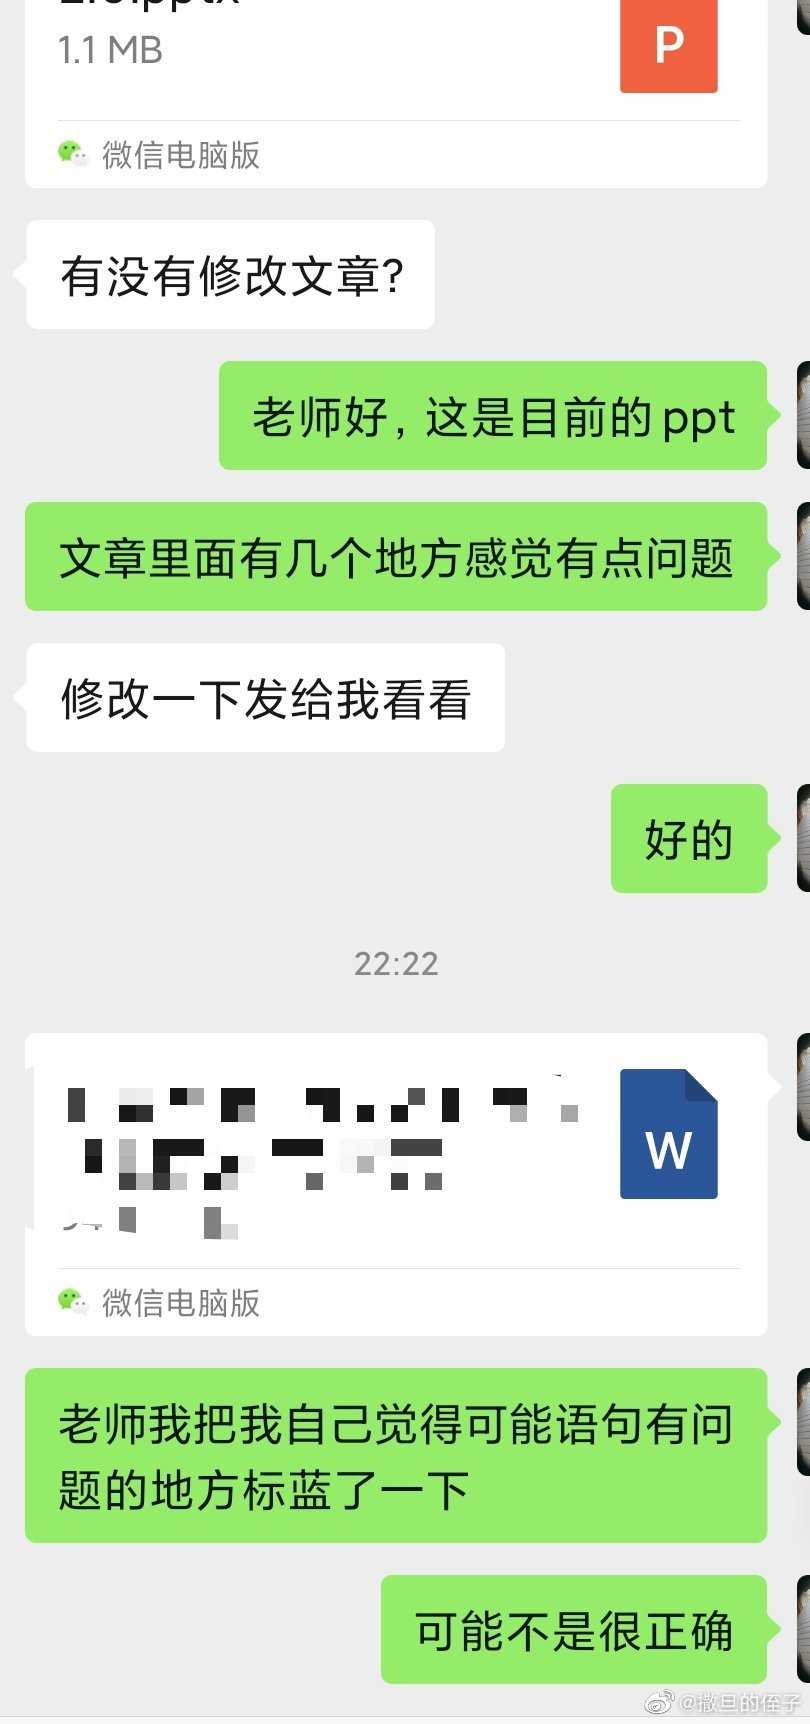 1.1 MB
P
微信电脑版
有没有修改文章?
老师好，这是目前的ppt
文章里面有几个地方感觉有点问题
修改一下发给我看看
好的
22:22
W
微信电脑版
老师我把我自己觉得可能语句有问
题的地方标蓝了一下
可能不是很正确
@撒旦的侄子